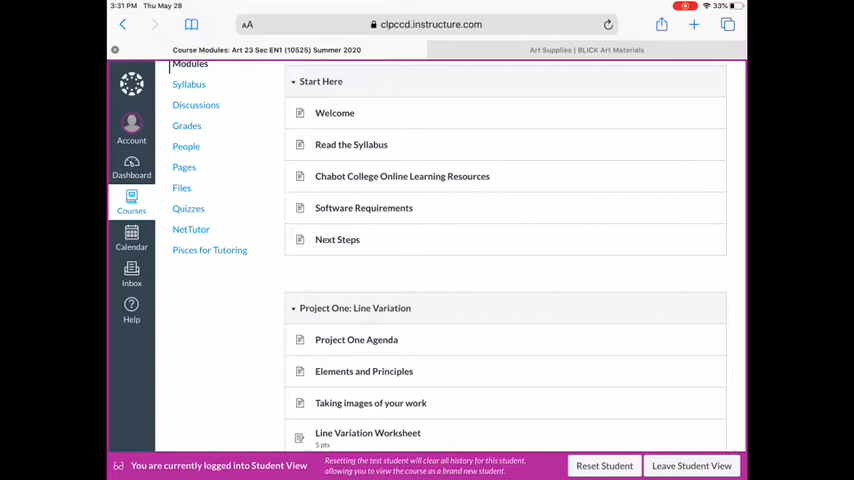 3:31 PM Thu May 28
33%
AA
clpccd.instructure.com
Course Modules: Art 23 Sec EN1 (10525) Summer 2020
Art Supplies | BLICK Art Materials
Modules
Syllabus
Discussions
Grades
People
Pages
Files
Quizzes
NetTutor
Pisces for Tutoring
Account
Dashboard
Courses
Calendar
Inbox
Help
Start Here
Welcome
Read the Syllabus
Chabot College Online Learning Resources
Software Requirements
Next Steps
Project One: Line Variation
Project One Agenda
Elements and Principles
Taking images of your work
Line Variation Worksheet
5 pts
You are currently logged into Student View
Resetting the test student will clear all history for this student,
allowing you to view the course as a brand new student.
Reset Student
Leave Student View